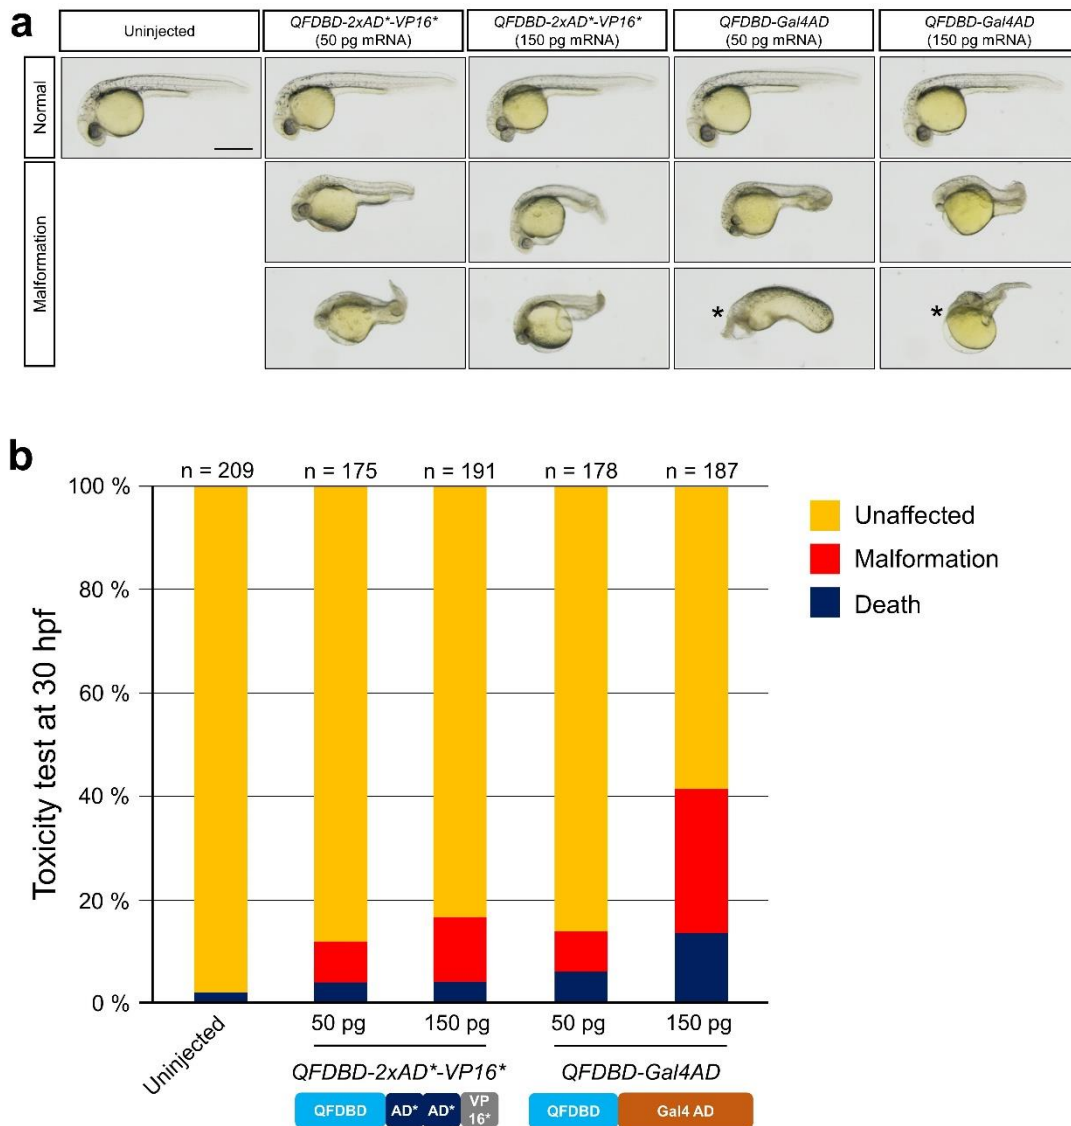 a
Uninjected
QFDBD-2xAD*-VP16*
(50 pg mRNA)
QFDBD-2xAD*-VP16*
(150 pg mRNA)
QFDBD-Gal4AD
(50 pg mRNA)
QFDBD-Gal4AD
(150 pg mRNA)
Normal
Malformation
*
*
b
n = 209
n = 175
n = 191
n = 178
n = 187
100 %
80 %
60 %
40 %
20 %
0 %
Toxicity test at 30 hpf
Unaffected
Malformation
Death
Uninjected
50 pg
150 pg
50 pg
150 pg
QFDBD-2xAD*-VP16*
QFDBD-Gal4AD
QFDBD
AD*
AD*
VP
16*
QFDBD
Gal4 AD